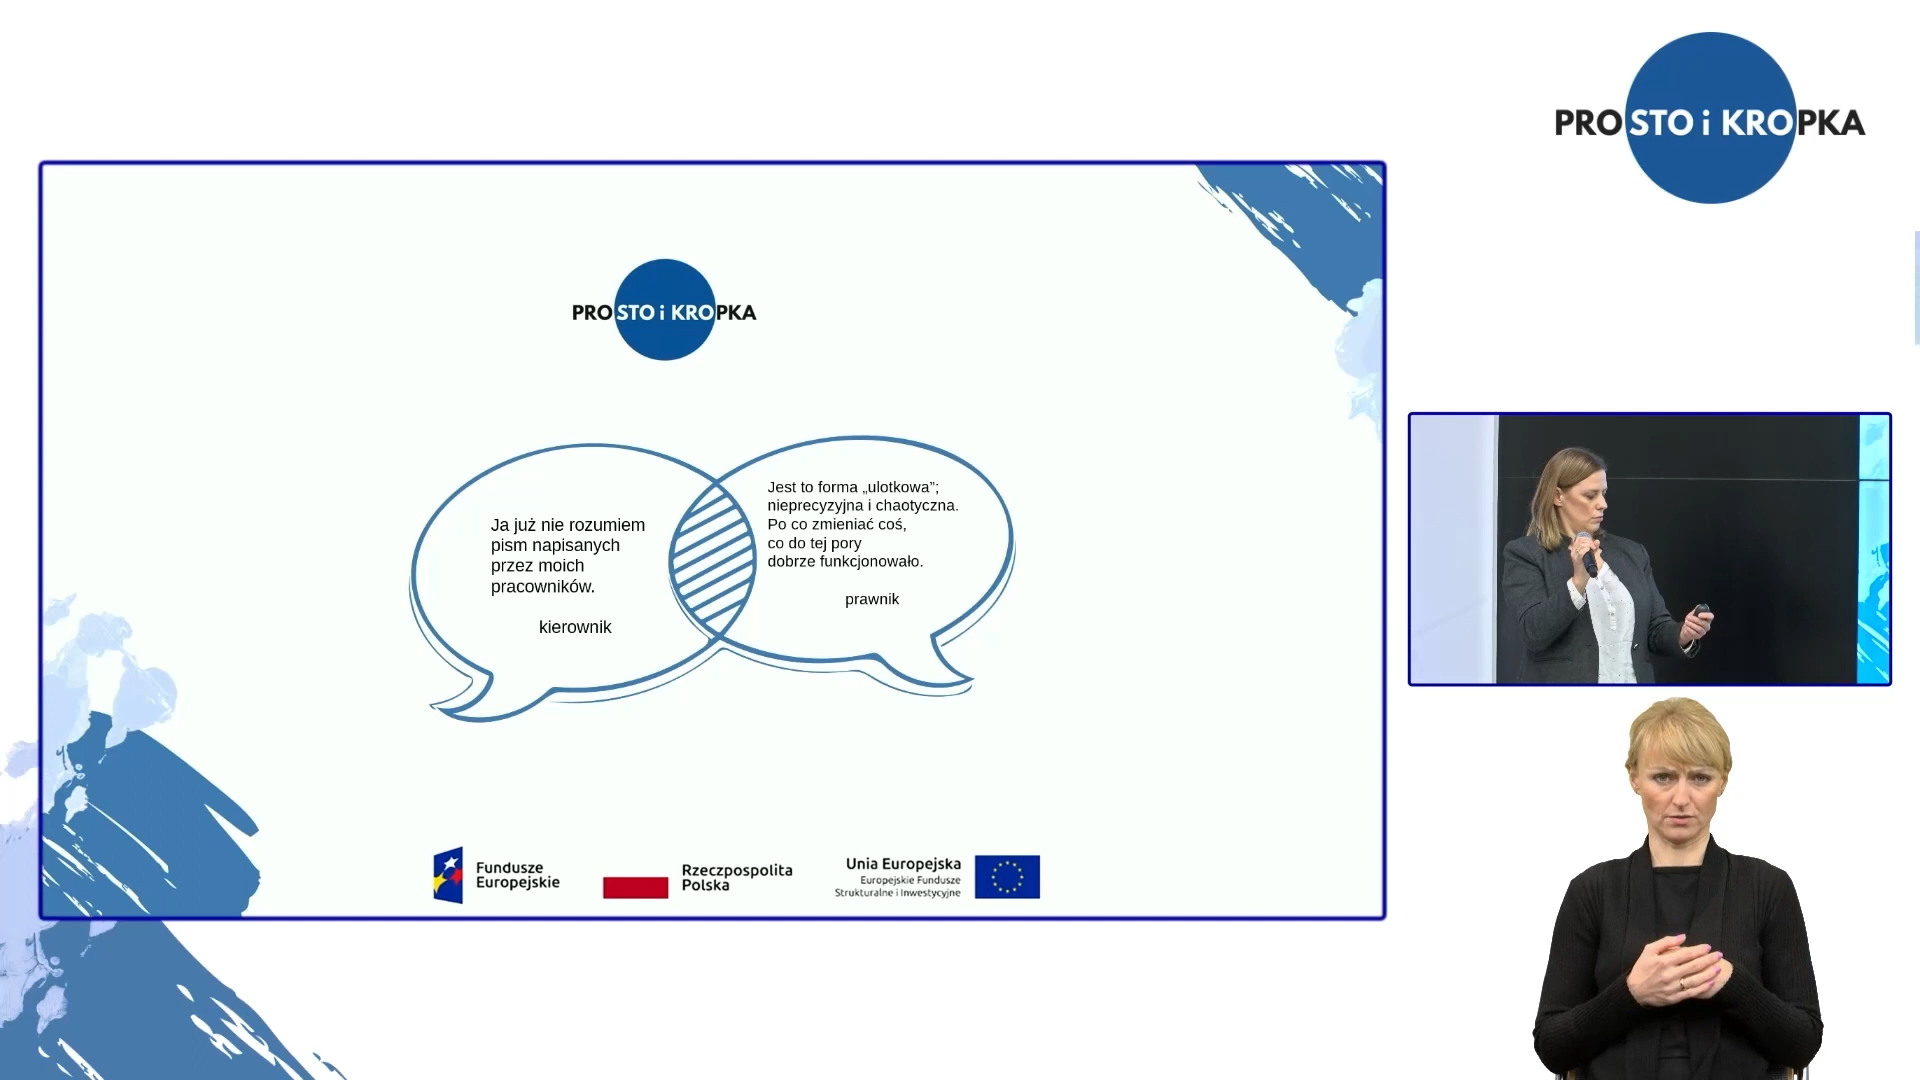 PROSTO i KROPKA
PROSTO i KROPKA
Ja już nie rozumiem
pism napisanych
przez moich
pracowników.
kierownik
Jest to forma „ulotkowa”;
nieprecyzyjna i chaotyczna.
Po co zmieniać coś,
co do tej pory
dobrze funkcjonowało.
prawnik
Fundusze
Europejskie
Rzeczpospolita
Polska
Unia Europejska
Europejskie Fundusze
Strukturalne i Inwestycyjne